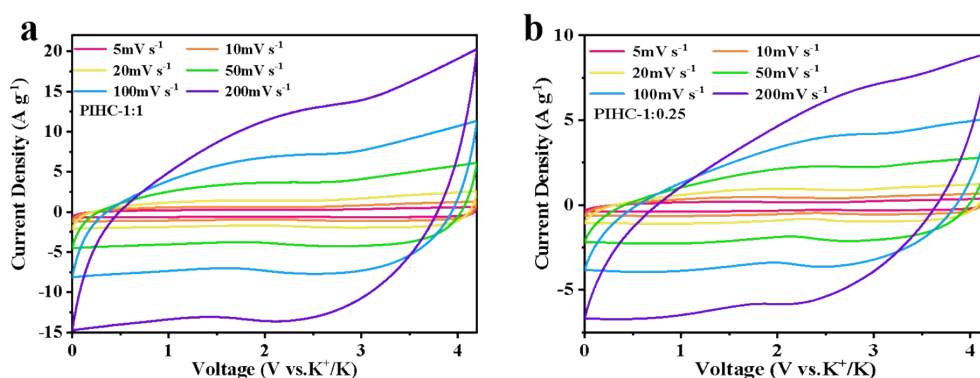 a
Current Density (A g⁻¹)
20
15
10
5
0
-5
-10
-15
5mV s⁻¹ 10mV s⁻¹
20mV s⁻¹ 50mV s⁻¹
100mV s⁻¹ 200mV s⁻¹
PIHC-1:1
0 1 2 3 4
Voltage (V vs.K⁺/K)
b
Current Density (A g⁻¹)
10
5
0
-5
5mV s⁻¹ 10mV s⁻¹
20mV s⁻¹ 50mV s⁻¹
100mV s⁻¹ 200mV s⁻¹
PIHC-1:0.25
0 1 2 3 4
Voltage (V vs.K⁺/K)